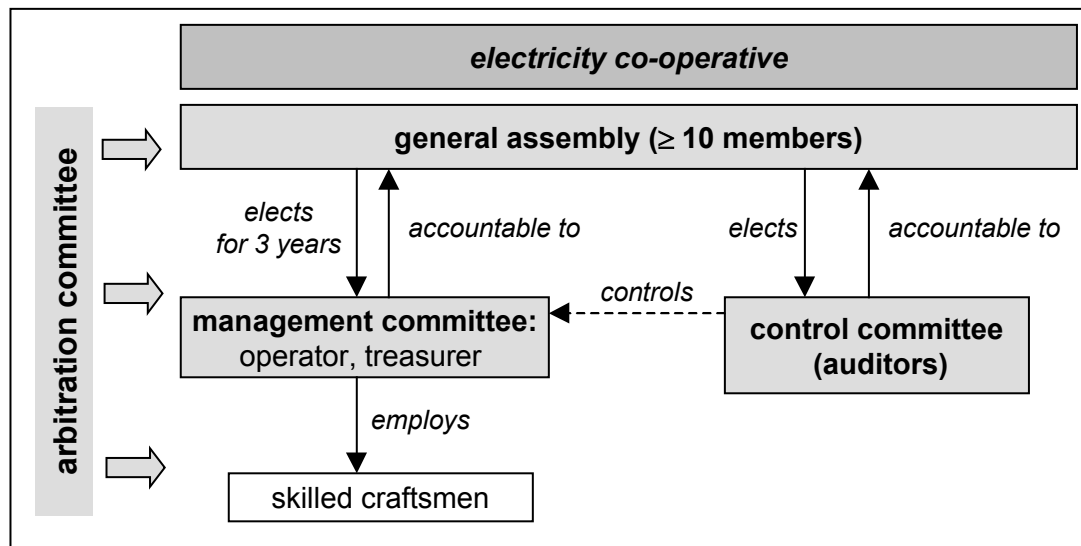 electricity co-operative
general assembly (≥ 10 members)
arbitration committee
elects
for 3 years
accountable to
elects
accountable to
controls
management committee:
operator, treasurer
control committee
(auditors)
employs
skilled craftsmen